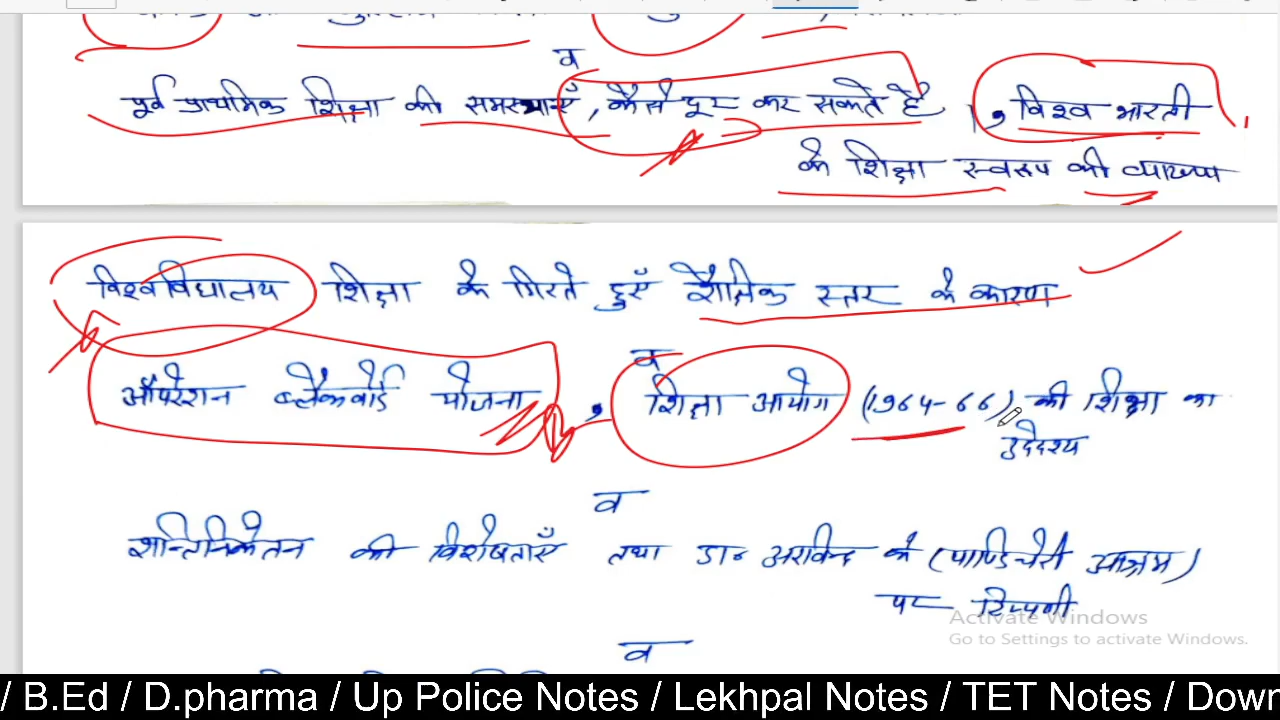 व
पूर्व प्राथमिक शिक्षा की समस्याएँ, कैसे दूर कर सकते है । , विश्व भारती
के शिक्षा स्वरूप की व्याख्या
विश्वविद्यालय शिक्षा के गिरते हुएँ शैक्षिक स्तर के कारण
व
ऑपरेशन ब्लैकबोर्ड योजना , शिक्षा आयोग (1964-66) की शिक्षा का
उद्देश्य
व
शान्तिनिकेतन की विशेषताएँ तथा डा० अरविन्द के (पाण्डिचेरी आश्रम)
पर टिप्पणी
Activate Windows
Go to Settings to activate Windows.
व
/ B.Ed / D.pharma / Up Police Notes / Lekhpal Notes / TET Notes / Down